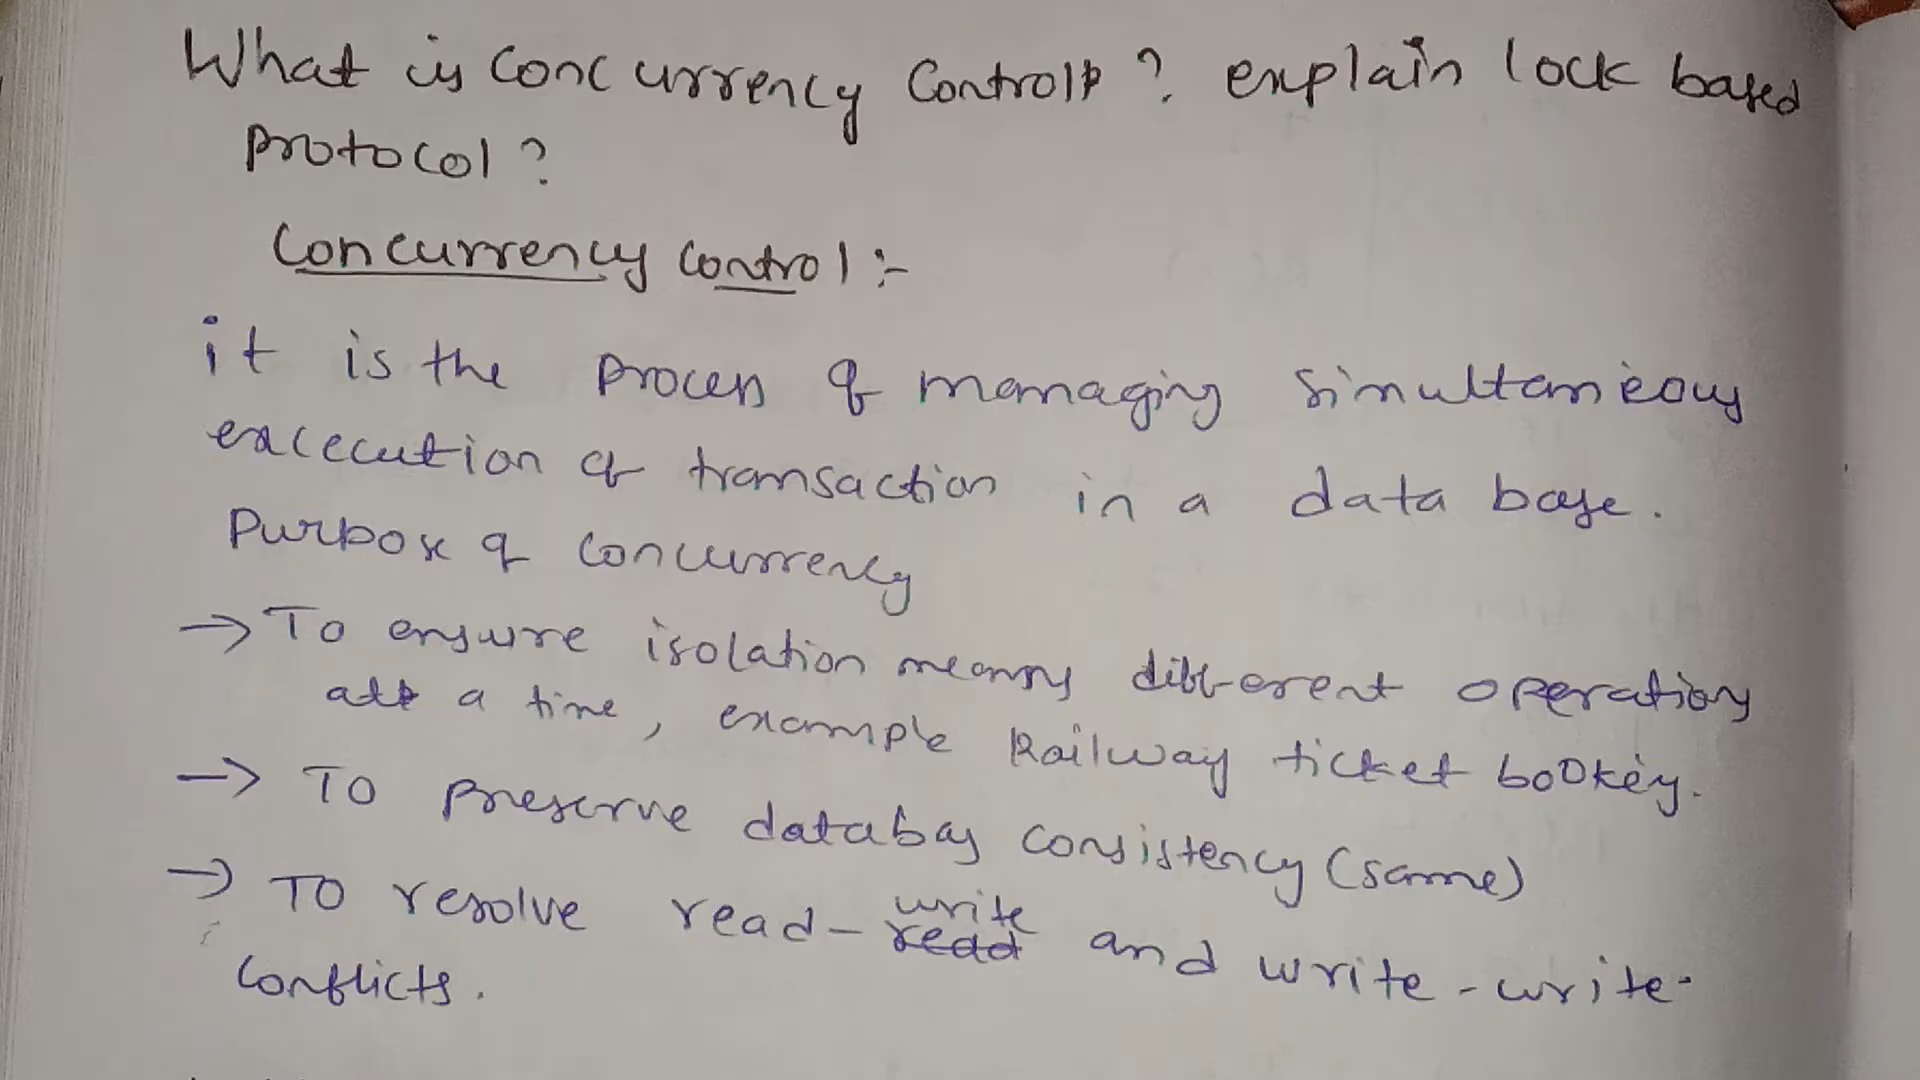 What is Concurrency Control ? explain lock based
protocol ?
Concurrency Control :-
it is the process of managing simultaneous
excecution of transaction in a data base.
Purpose of concurrency
→ To ensure isolation means different operations
at a time, example Railway ticket booking.
→ To preserve database consistency (same)
→ To resolve read-write and write-write
conflicts.